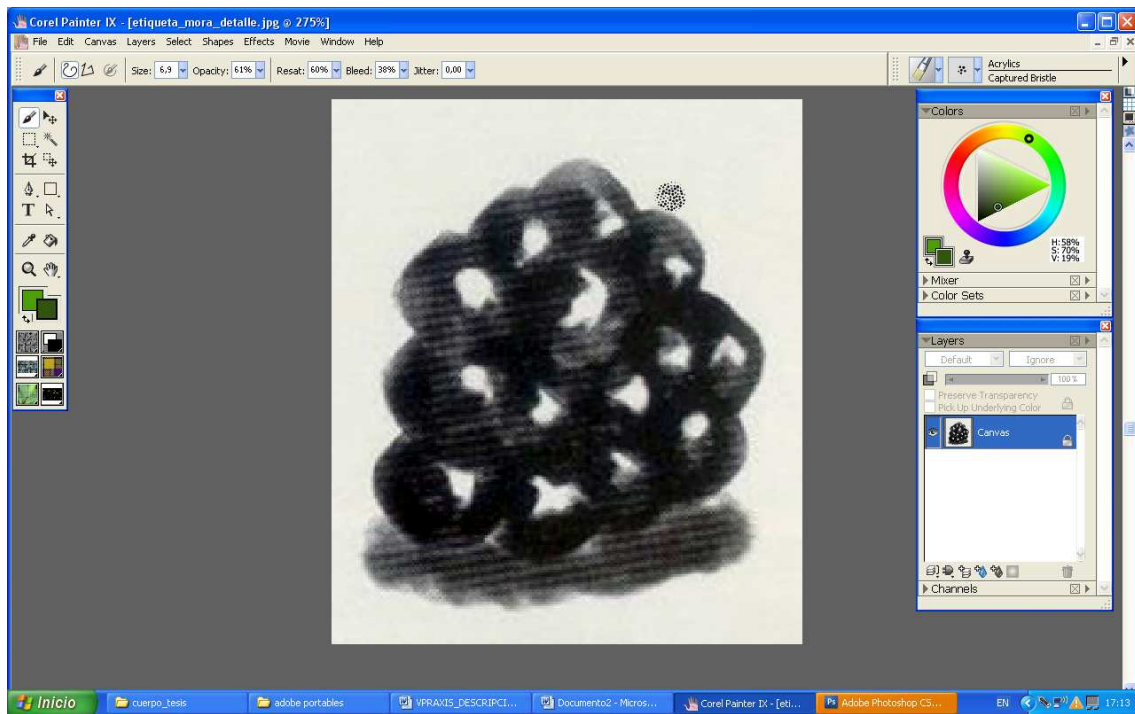 Corel Painter IX - [etiqueta_mora_detalle.jpg @ 275%]
File Edit Canvas Layers Select Shapes Effects Movie Window Help
Size: 6,9 Opacity: 61% Resat: 60% Bleed: 38% Jitter: 0,00
Acrylics
Captured Bristle
Colors
H: 58%
S: 70%
V: 19%
Mixer
Color Sets
Layers
Default Ignore
100%
Preserve Transparency
Pick Up Underlying Color
Canvas
Channels
T
Inicio cuerpo_tesis adobe portables VPRAXIS_DESCRIPCI... Documento2 - Micros... Corel Painter IX - [eti... Ps Adobe Photoshop CS... EN 17:13